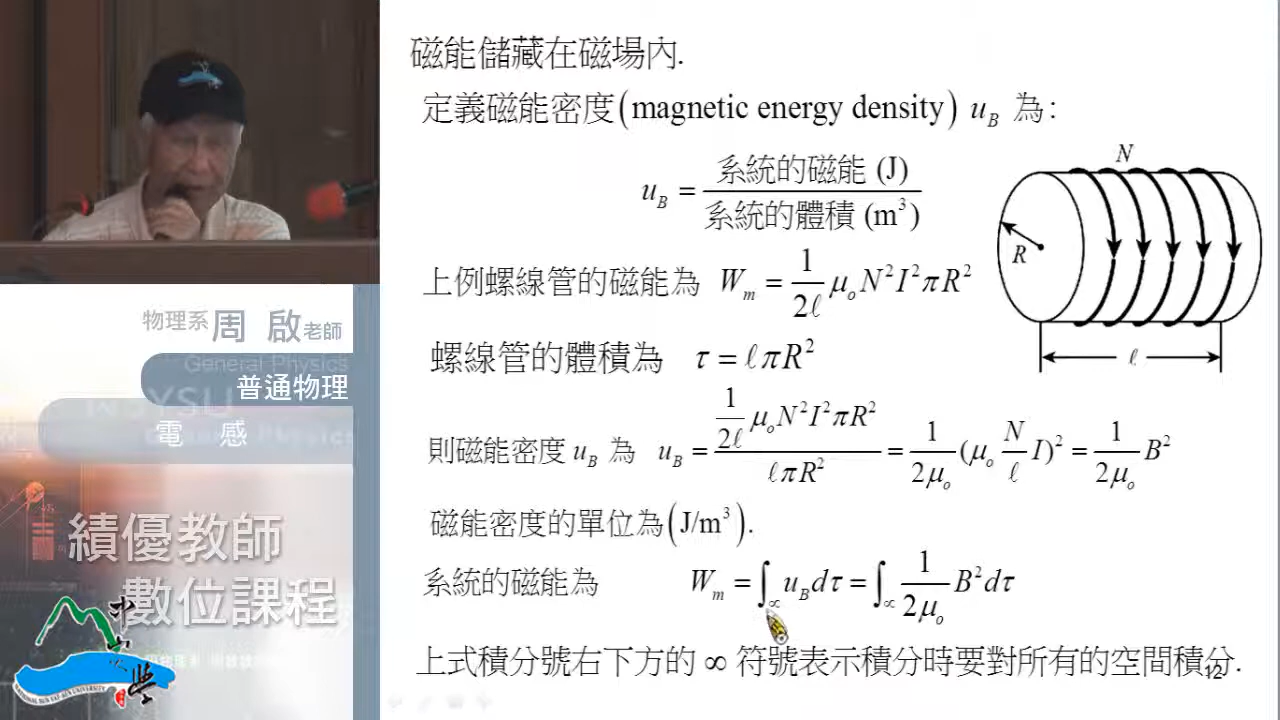 磁能儲藏在磁場內.
定義磁能密度(magnetic energy density) u_B 為:
u_B = 系統的磁能 (J) / 系統的體積 (m³)
N
R
ℓ
上例螺線管的磁能為 W_m = 1/2ℓ μ_o N² I² π R²
螺線管的體積為 τ = ℓπR²
則磁能密度 u_B 為 u_B = (1/2ℓ μ_o N² I² π R²) / (ℓπR²) = 1/2μ_o (μ_o N/ℓ I)² = 1/2μ_o B²
磁能密度的單位為(J/m³).
系統的磁能為 W_m = ∫_∝ u_B dτ = ∫_∝ 1/2μ_o B² dτ
上式積分號右下方的 ∞ 符號表示積分時要對所有的空間積分.
12
物理系 周 啟 老師
General Physics
普通物理
NSYSU
電 感
績優教師
數位課程
中山大學